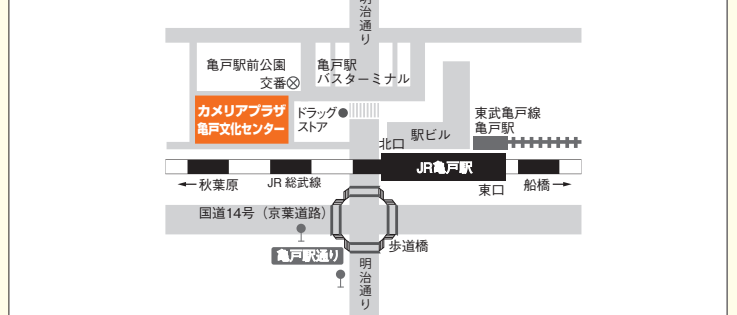 明治通り
亀戸駅前公園
交番
亀戸駅
バスターミナル
カメリアプラザ
亀戸文化センター
ドラッグ
ストア
北口
駅ビル
東武亀戸線
亀戸駅
JR亀戸駅
←秋葉原
JR 総武線
東口
船橋→
国道14号（京葉道路）
亀戸駅通り
歩道橋
明治通り